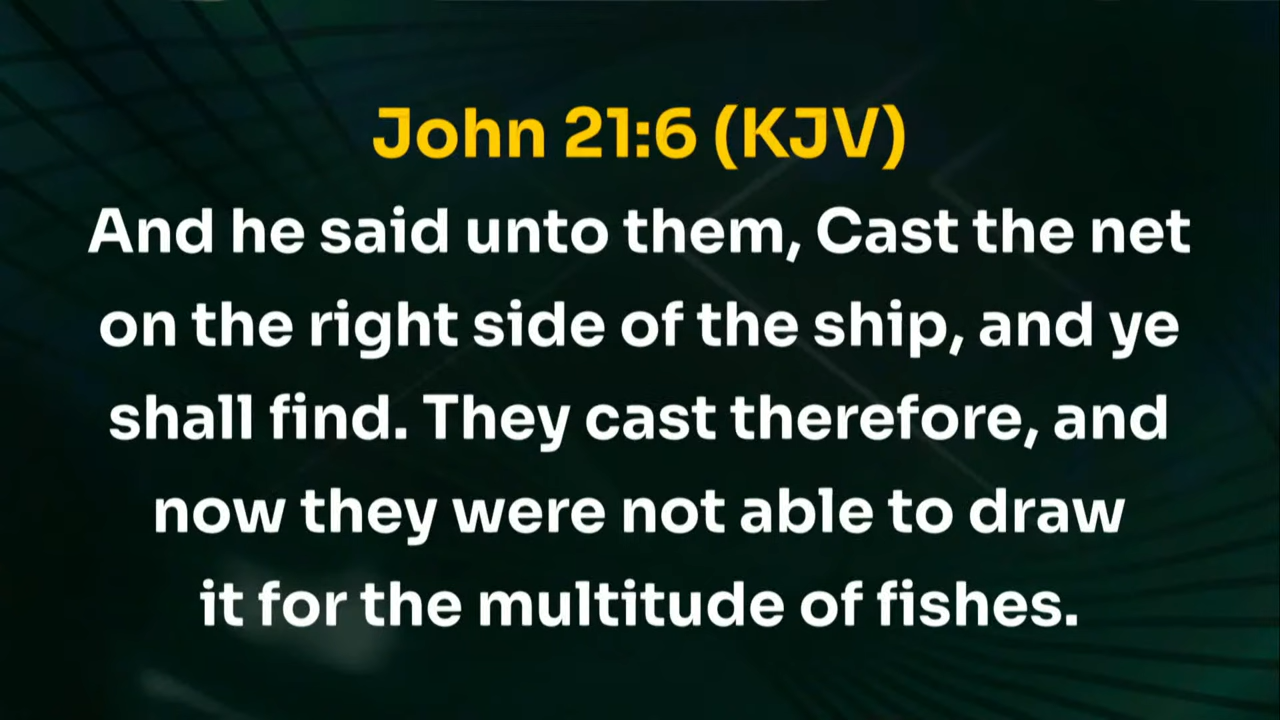 John 21:6 (KJV)
And he said unto them, Cast the net
on the right side of the ship, and ye
shall find. They cast therefore, and
now they were not able to draw
it for the multitude of fishes.